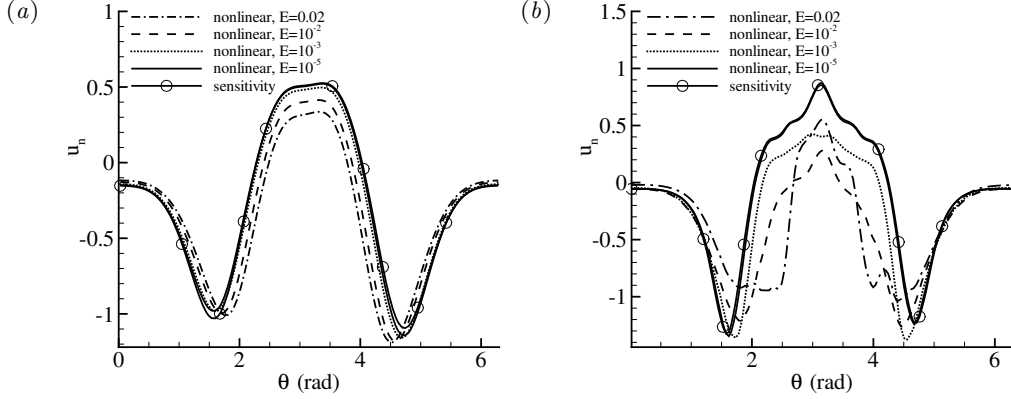 (a)
nonlinear, E=0.02
nonlinear, E=10⁻²
nonlinear, E=10⁻³
nonlinear, E=10⁻⁵
sensitivity
1
0.5
0
-0.5
-1
uₙ
0
2
4
6
θ (rad)
(b)
nonlinear, E=0.02
nonlinear, E=10⁻²
nonlinear, E=10⁻³
nonlinear, E=10⁻⁵
sensitivity
1.5
1
0.5
0
-0.5
-1
uₙ
2
4
6
θ (rad)